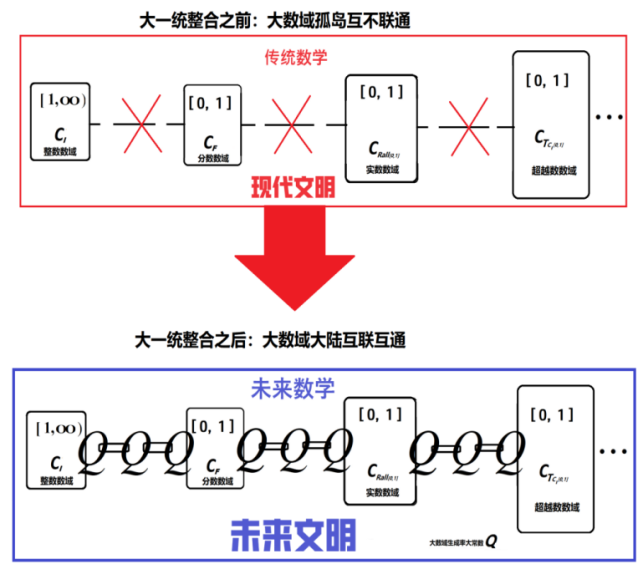 大一统整合之前：大数域孤岛互不联通
传统数学
[1,∞)
C_I
整数数域
[0, 1]
C_F
分数数域
[0, 1]
C_Rall[0,1]
实数数域
[0, 1]
超越数数域
...
现代文明
大一统整合之后：大数域大陆互联互通
未来数学
[1,∞)
C_I
整数数域
Q Q Q
[0, 1]
C_F
分数数域
Q Q Q
[0, 1]
C_Rall[0,1]
实数数域
Q Q Q
[0, 1]
超越数数域
...
未来文明
大数域生成率大常数 Q